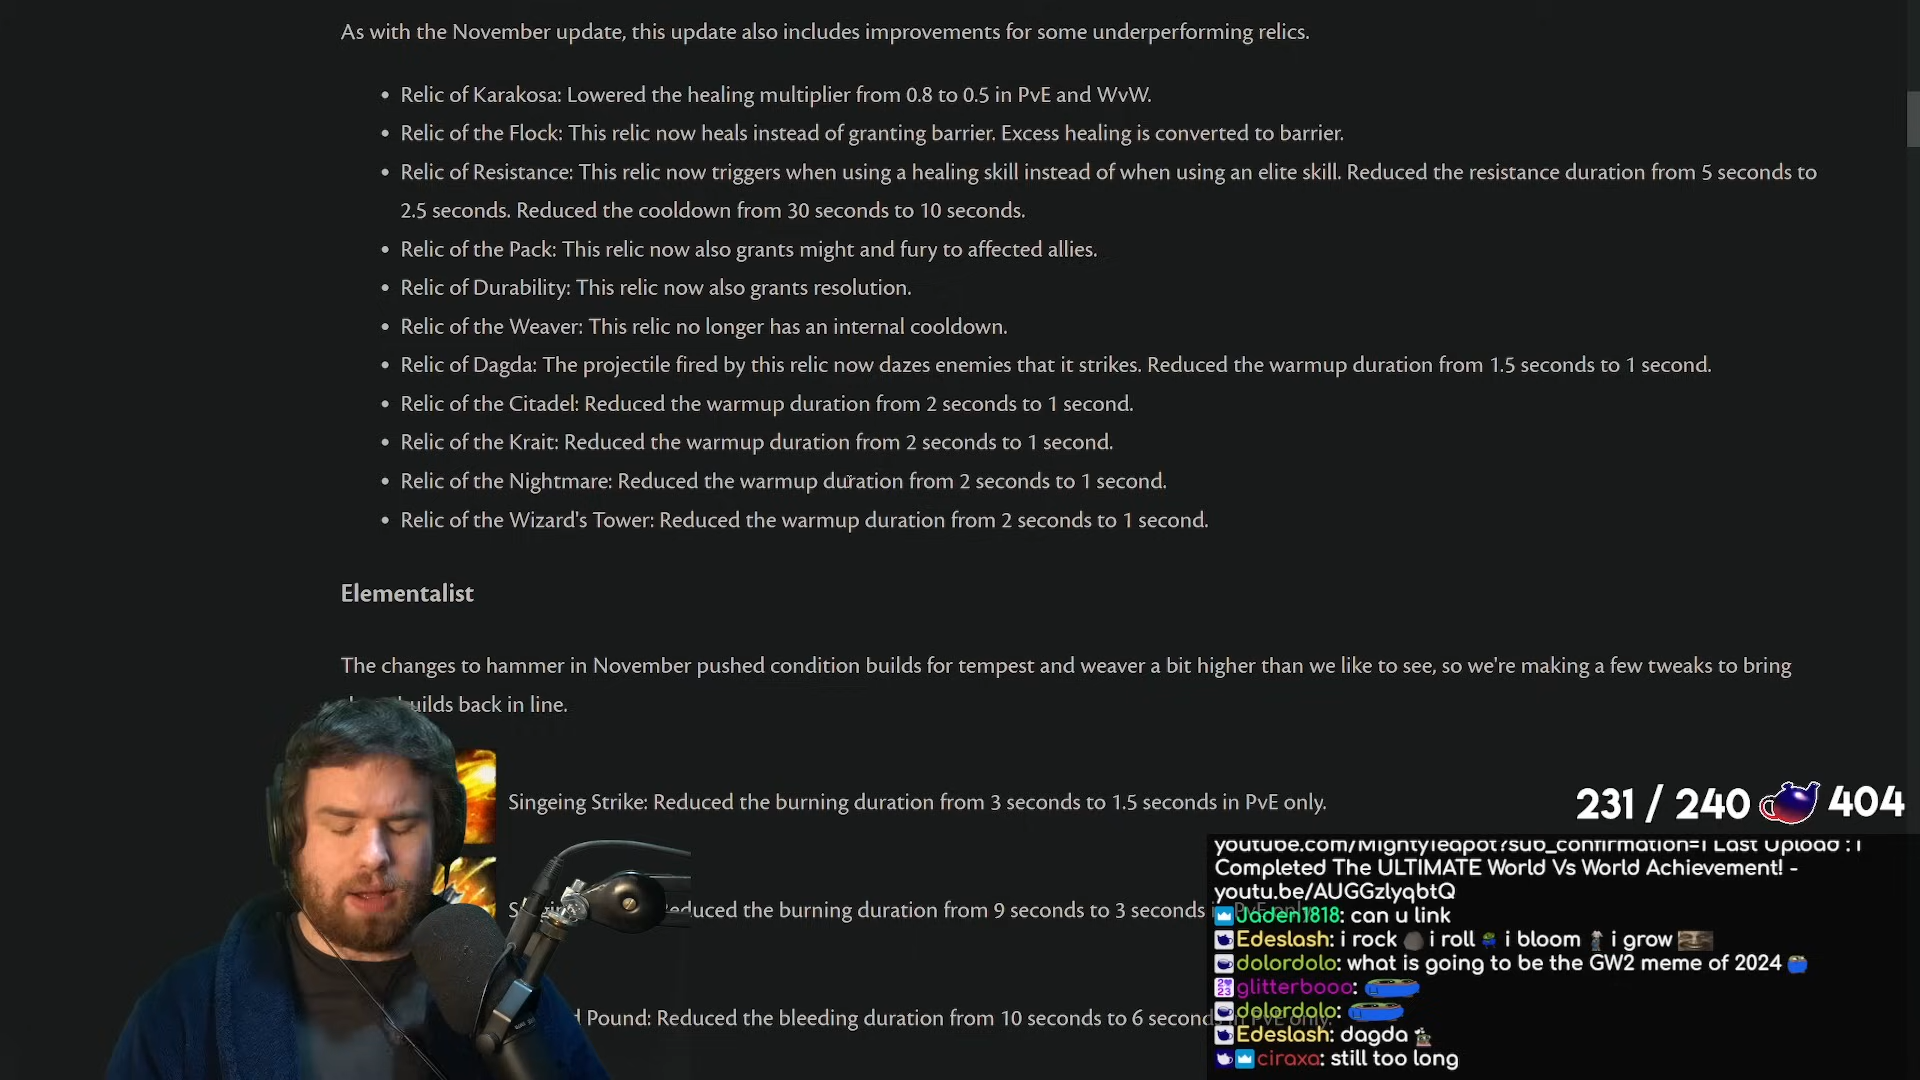 As with the November update, this update also includes improvements for some underperforming relics.
• Relic of Karakosa: Lowered the healing multiplier from 0.8 to 0.5 in PvE and WvW.
• Relic of the Flock: This relic now heals instead of granting barrier. Excess healing is converted to barrier.
• Relic of Resistance: This relic now triggers when using a healing skill instead of when using an elite skill. Reduced the resistance duration from 5 seconds to
2.5 seconds. Reduced the cooldown from 30 seconds to 10 seconds.
• Relic of the Pack: This relic now also grants might and fury to affected allies.
• Relic of Durability: This relic now also grants resolution.
• Relic of the Weaver: This relic no longer has an internal cooldown.
• Relic of Dagda: The projectile fired by this relic now dazes enemies that it strikes. Reduced the warmup duration from 1.5 seconds to 1 second.
• Relic of the Citadel: Reduced the warmup duration from 2 seconds to 1 second.
• Relic of the Krait: Reduced the warmup duration from 2 seconds to 1 second.
• Relic of the Nightmare: Reduced the warmup duration from 2 seconds to 1 second.
• Relic of the Wizard's Tower: Reduced the warmup duration from 2 seconds to 1 second.
Elementalist
The changes to hammer in November pushed condition builds for tempest and weaver a bit higher than we like to see, so we're making a few tweaks to bring
uilds back in line.
Singeing Strike: Reduced the burning duration from 3 seconds to 1.5 seconds in PvE only.
231 / 240 404
educed the burning duration from 9 seconds to 3 seconds
d Pound: Reduced the bleeding duration from 10 seconds to 6 second PvE only.
youtube.com/MightyTeapot?sub_confirmation=1 Last Upload : I
Completed The ULTIMATE World Vs World Achievement! -
youtu.be/AUGGzlyqbtQ
Jaden1818: can u link
Edeslash: i rock i roll i bloom i grow
dolordolo: what is going to be the GW2 meme of 2024
glitterbooo:
dolordolo:
Edeslash: dagda
ciraxa: still too long